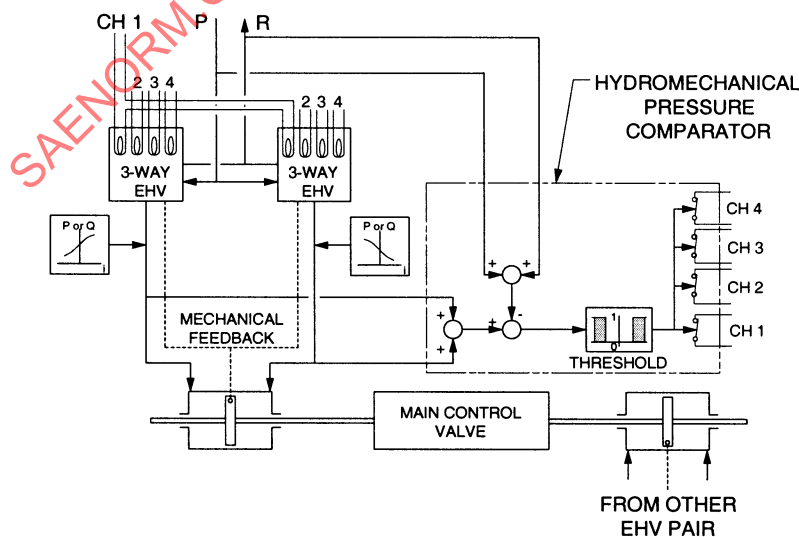 SAENORM.C
CH 1
P
R
2 3 4
2 3 4
3-WAY
EHV
3-WAY
EHV
HYDROMECHANICAL
PRESSURE
COMPARATOR
P or Q
i
P or Q
i
CH 4
CH 3
CH 2
CH 1
+
+
+
+
+
-
1
0
THRESHOLD
MECHANICAL
FEEDBACK
MAIN CONTROL
VALVE
FROM OTHER
EHV PAIR